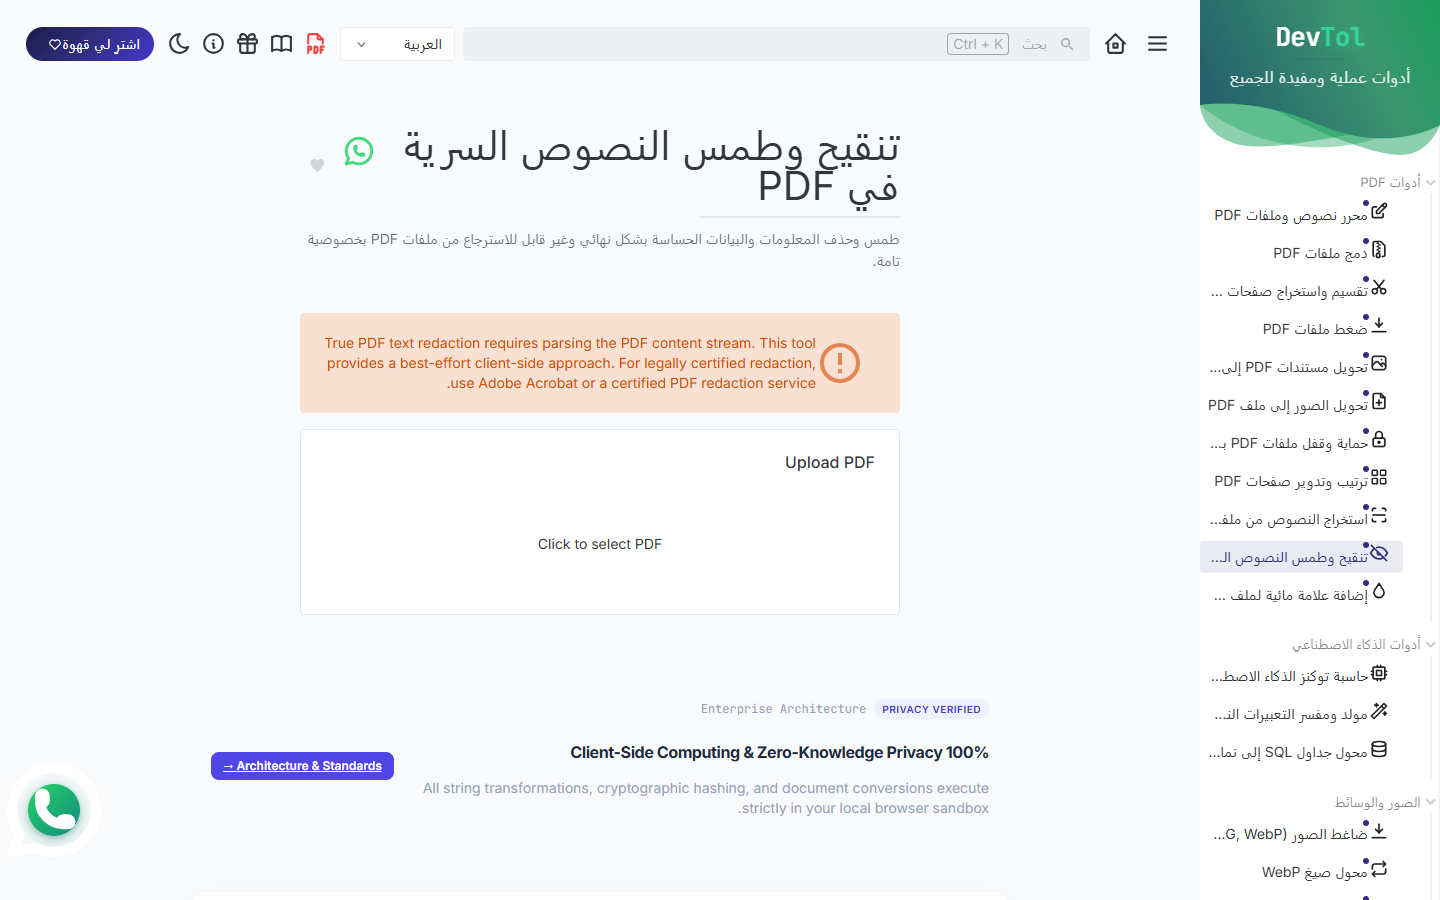 DevTol
أدوات عملية ومفيدة للجميع
بحث
Ctrl + K
العربية
PDF
اشترِ لي قهوة
أدوات PDF
محرر نصوص وملفات PDF
دمج ملفات PDF
تقسيم واستخراج صفحات ...
ضغط ملفات PDF
تحويل مستندات PDF إلى...
تحويل الصور إلى ملف PDF
حماية وقفل ملفات PDF بـ...
ترتيب وتدوير صفحات PDF
استخراج النصوص من ملفـ...
تنقيح وطمس النصوص الـ...
إضافة علامة مائية لملف ...
أدوات الذكاء الاصطناعي
حاسبة توكنز الذكاء الاصطـ...
مولد ومفسر التعبيرات النـ...
محول جداول SQL إلى نما...
الصور والوسائط
ضاغط الصور (G, WebP...
محول صيغ WebP
تنقيح وطمس النصوص السرية
في PDF
طمس وحذف المعلومات والبيانات الحساسة بشكل نهائي وغير قابل للاسترجاع من ملفات PDF بخصوصية
تامة.
True PDF text redaction requires parsing the PDF content stream. This tool
provides a best-effort client-side approach. For legally certified redaction,
use Adobe Acrobat or a certified PDF redaction service.
Upload PDF
Click to select PDF
PRIVACY VERIFIED
Enterprise Architecture
Client-Side Computing & Zero-Knowledge Privacy 100%
All string transformations, cryptographic hashing, and document conversions execute
strictly in your local browser sandbox.
Architecture & Standards →